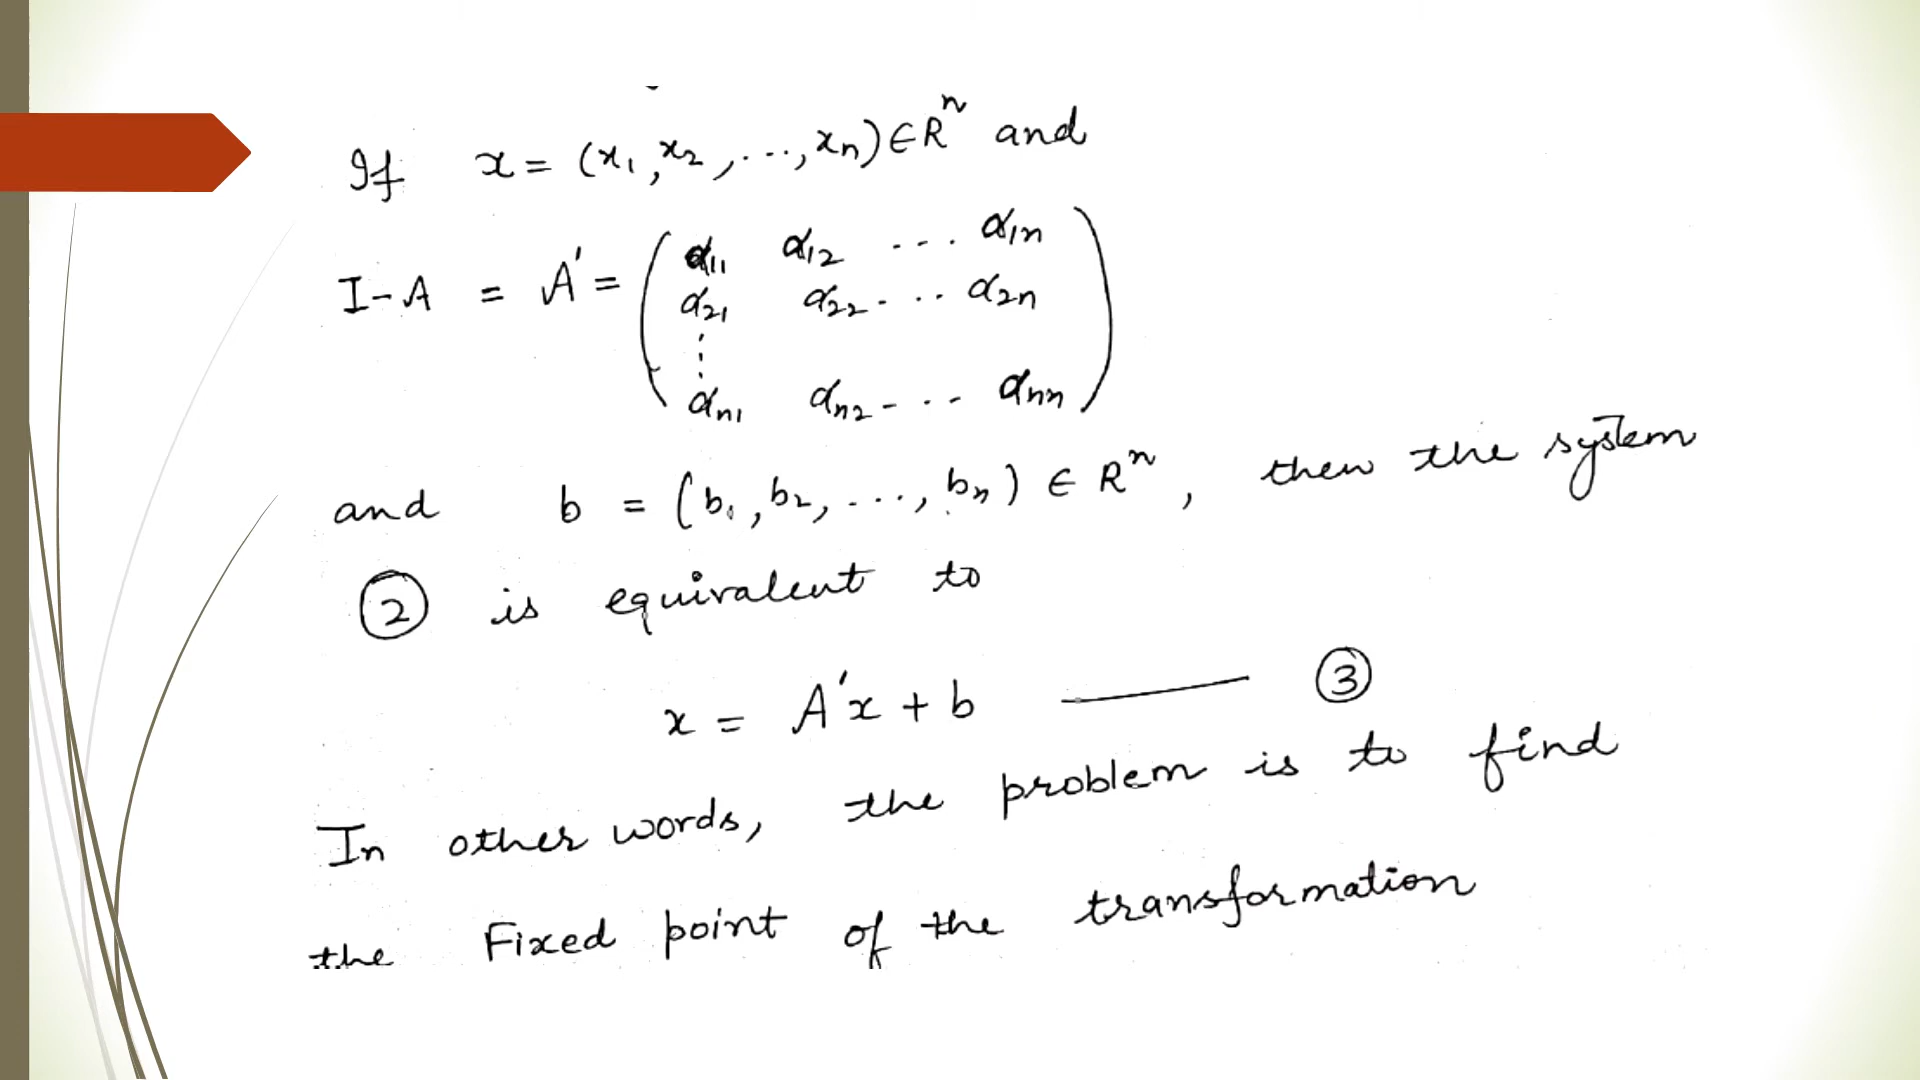 If x = (x₁, x₂, ..., xₙ) ∈ Rⁿ and
I - A = A' = ( α₁₁ α₁₂ ... α₁ₙ
α₂₁ α₂₂ ... α₂ₙ
⋮
αₙ₁ αₙ₂ ... αₙₙ )
and b = (b₁, b₂, ..., bₙ) ∈ Rⁿ, then the system
② is equivalent to
x = A'x + b —— ③
In other words, the problem is to find
the Fixed point of the transformation